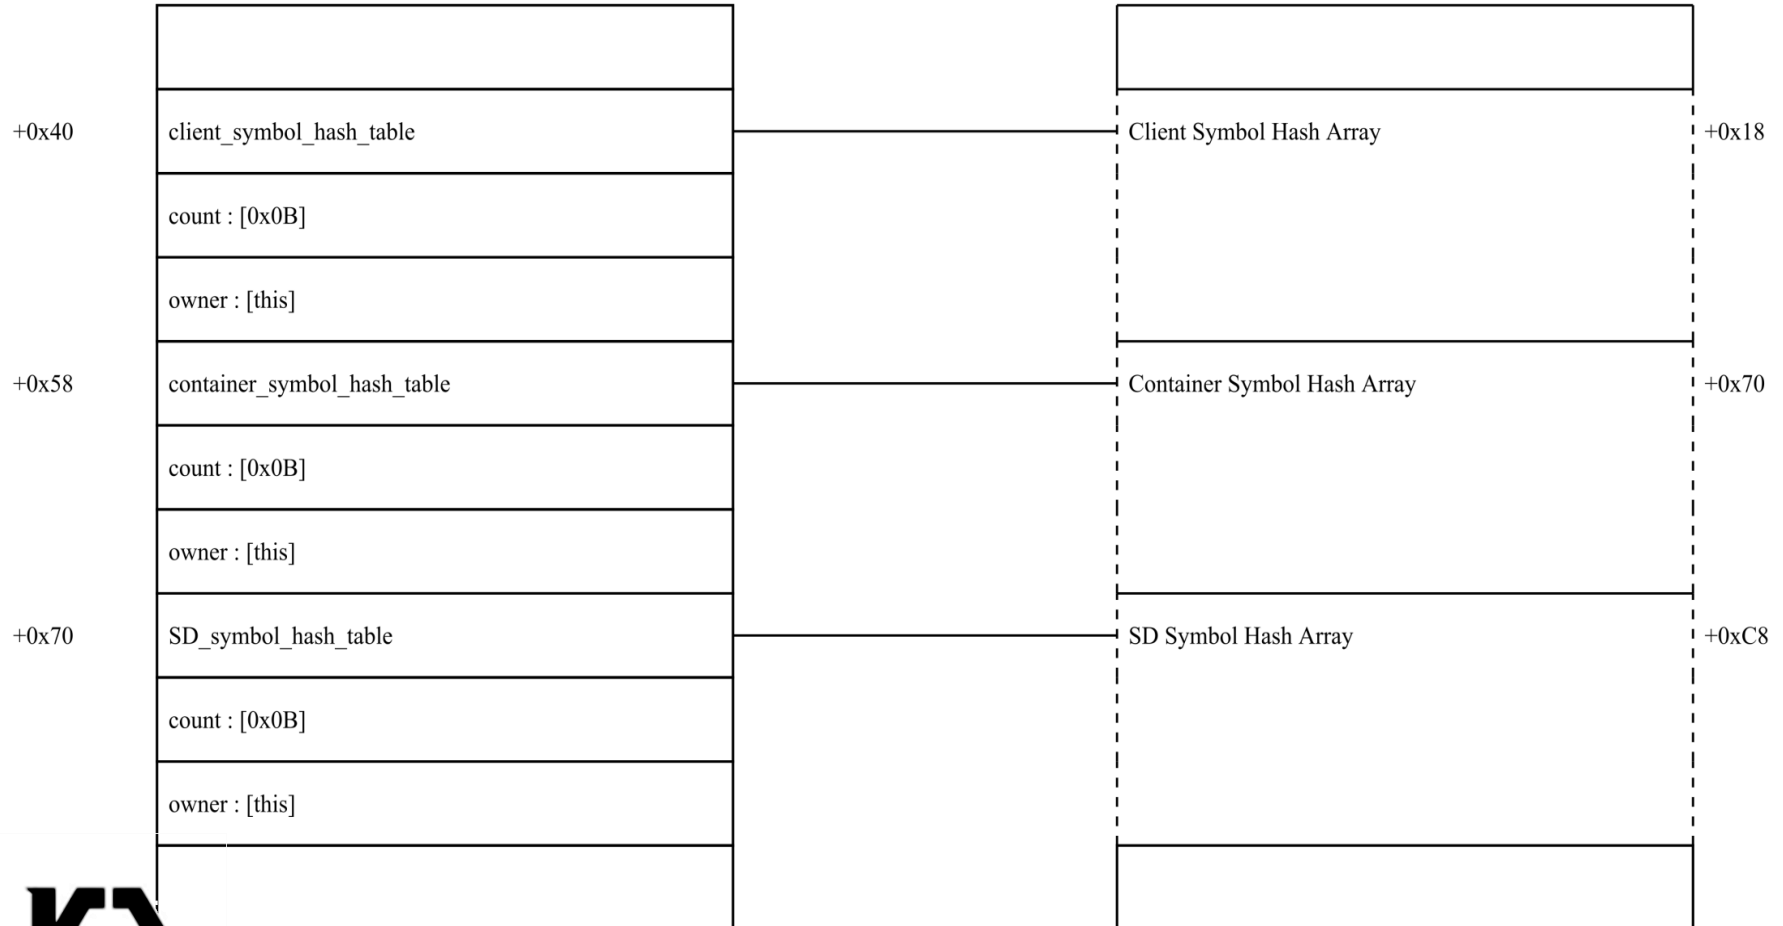 +0x40 client_symbol_hash_table Client Symbol Hash Array +0x18
count : [0x0B]
owner : [this]
+0x58 container_symbol_hash_table Container Symbol Hash Array +0x70
count : [0x0B]
owner : [this]
+0x70 SD_symbol_hash_table SD Symbol Hash Array +0xC8
count : [0x0B]
owner : [this]